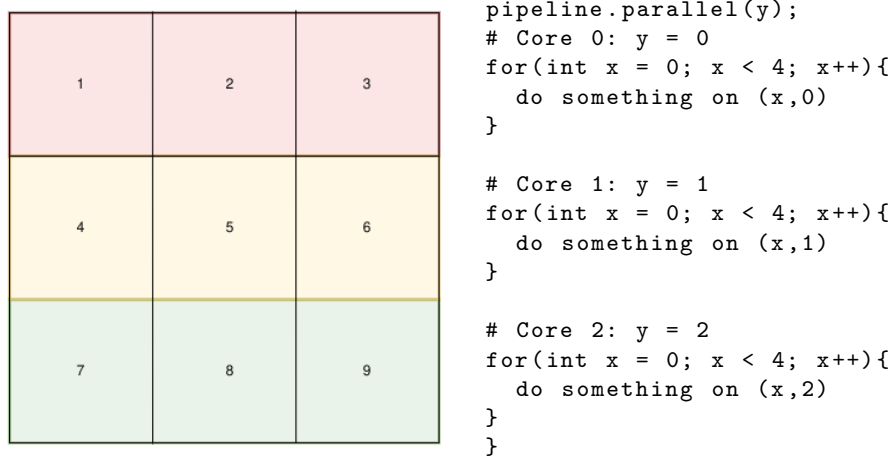 1 2 3
4 5 6
7 8 9
pipeline.parallel(y);
# Core 0: y = 0
for(int x = 0; x < 4; x++){
  do something on (x,0)
}

# Core 1: y = 1
for(int x = 0; x < 4; x++){
  do something on (x,1)
}

# Core 2: y = 2
for(int x = 0; x < 4; x++){
  do something on (x,2)
}
}